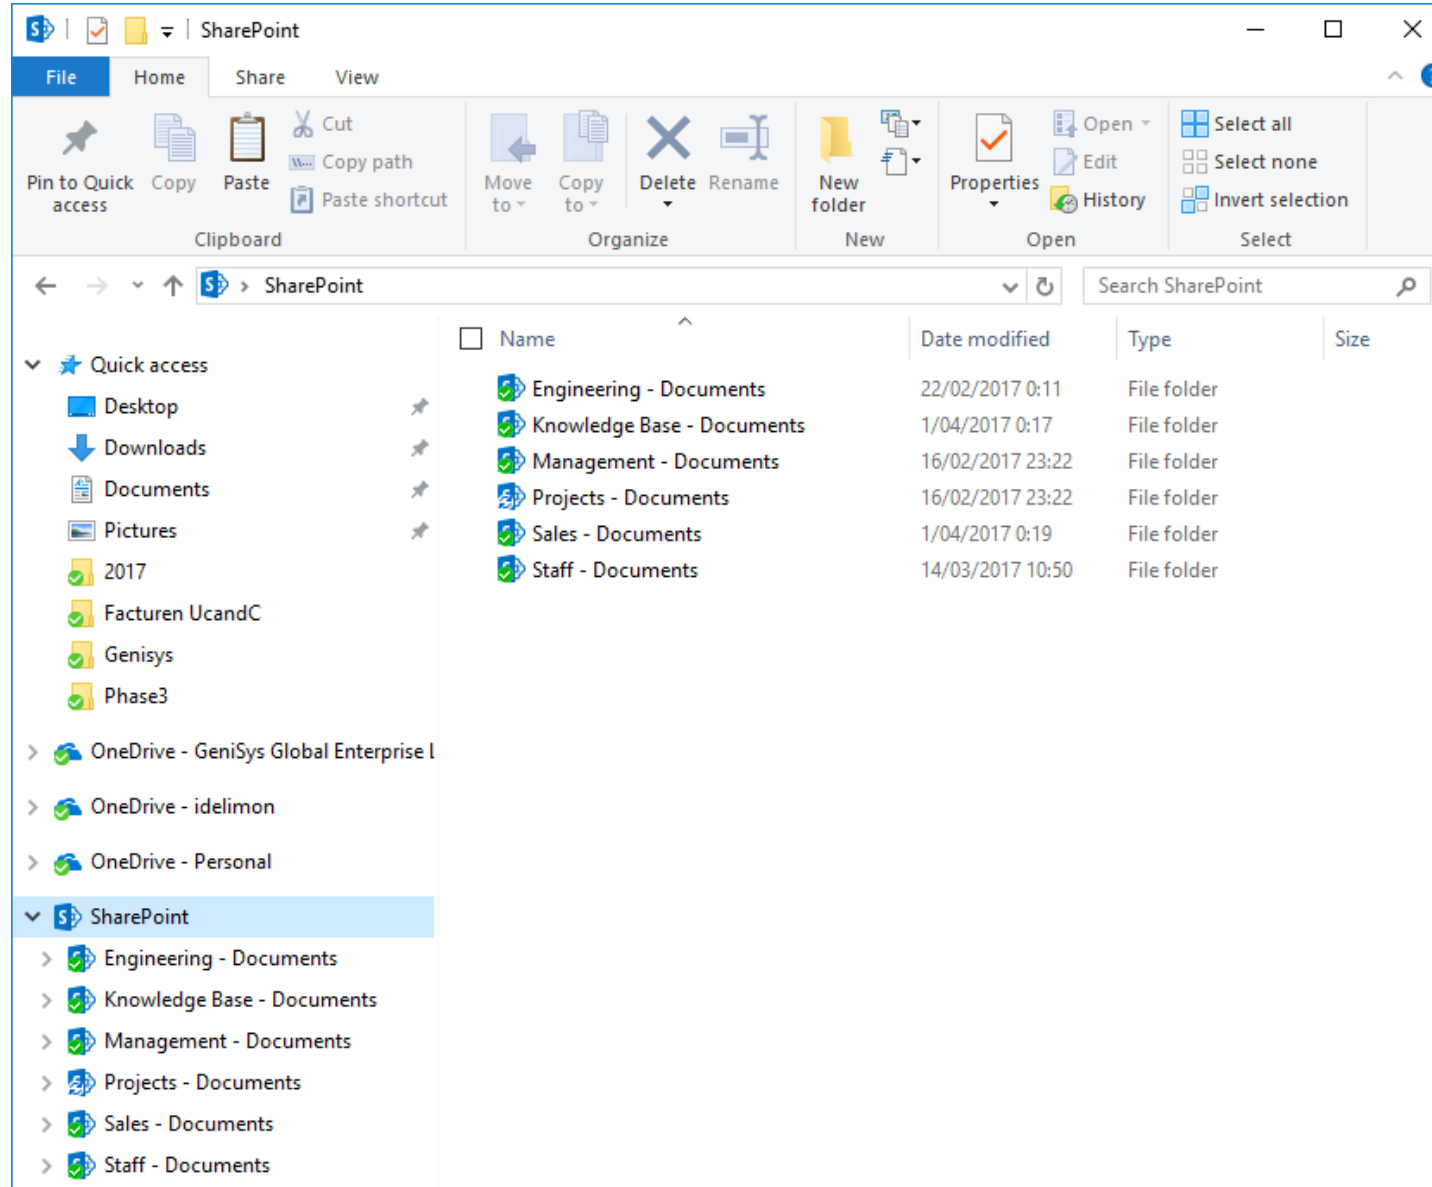 SharePoint
File Home Share View
Pin to Quick access
Copy
Paste
Cut
Copy path
Paste shortcut
Clipboard
Move to
Copy to
Delete
Rename
Organize
New folder
New
Properties
Open
Edit
History
Open
Select all
Select none
Invert selection
Select
SharePoint
Search SharePoint
Quick access
Desktop
Downloads
Documents
Pictures
2017
Facturen UcandC
Genisys
Phase3
OneDrive - GeniSys Global Enterprise L
OneDrive - idelimon
OneDrive - Personal
SharePoint
Engineering - Documents
Knowledge Base - Documents
Management - Documents
Projects - Documents
Sales - Documents
Staff - Documents
Name Date modified Type Size
Engineering - Documents 22/02/2017 0:11 File folder
Knowledge Base - Documents 1/04/2017 0:17 File folder
Management - Documents 16/02/2017 23:22 File folder
Projects - Documents 16/02/2017 23:22 File folder
Sales - Documents 1/04/2017 0:19 File folder
Staff - Documents 14/03/2017 10:50 File folder